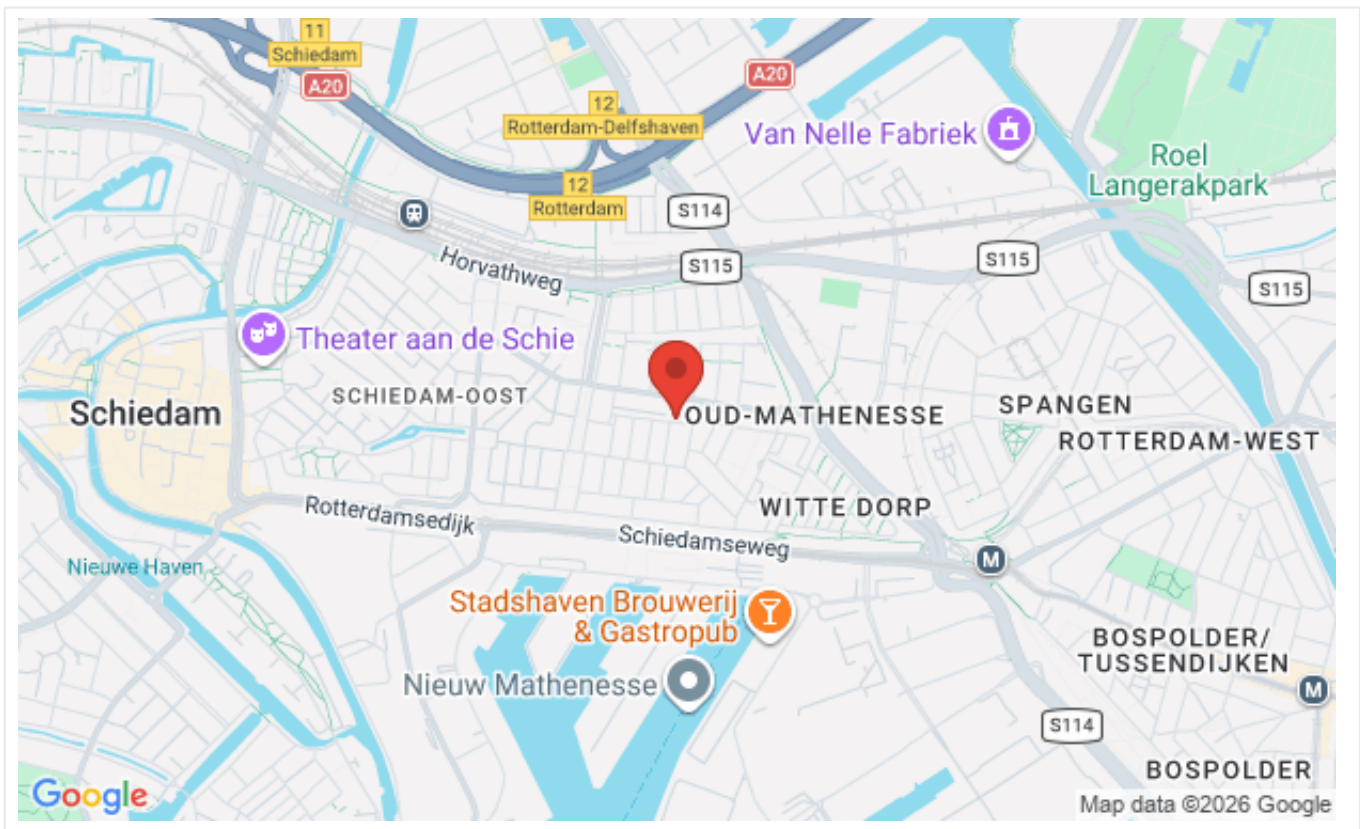 11
Schiedam
A20
A20
12
Rotterdam-Delfshaven
Van Nelle Fabriek
Roel
Langerakpark
12
Rotterdam
S114
Horvathweg
S115
S115
S115
Theater aan de Schie
SCHIEDAM-OOST
Schiedam
OUD-MATHENESSE
SPANGEN
ROTTERDAM-WEST
Rotterdamsedijk
WITTE DORP
Schiedamseweg
M
Nieuwe Haven
Stadshaven Brouwerij
& Gastropub
BOSPOLDER/
TUSSENDIJKEN
Nieuw Mathenesse
M
S114
BOSPOLDER
Google
Map data ©2026 Google